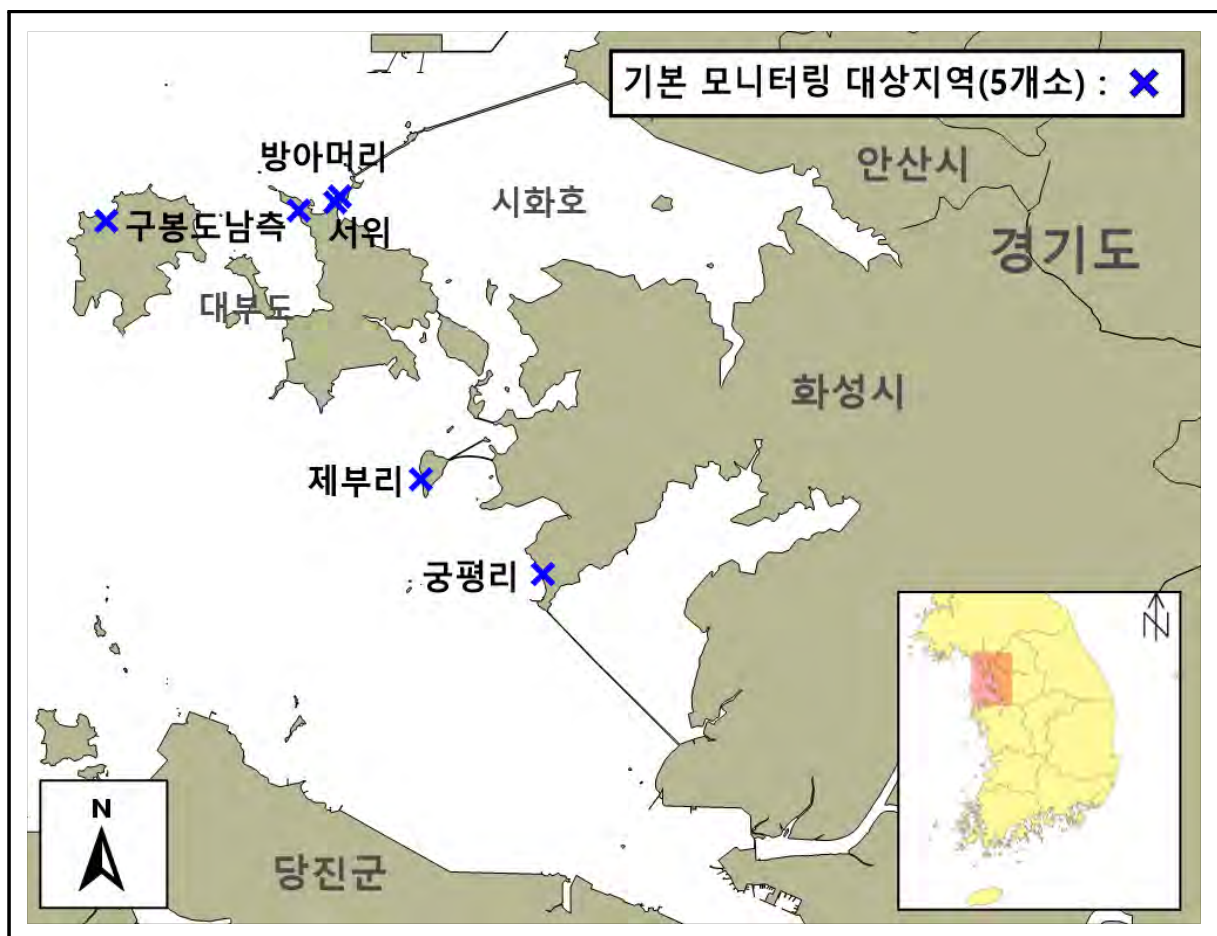 기본 모니터링 대상지역(5개소) :
방아머리
안산시
시화호
구봉도남측
서위
경기도
대부도
화성시
제부리
궁평리
N
N
당진군